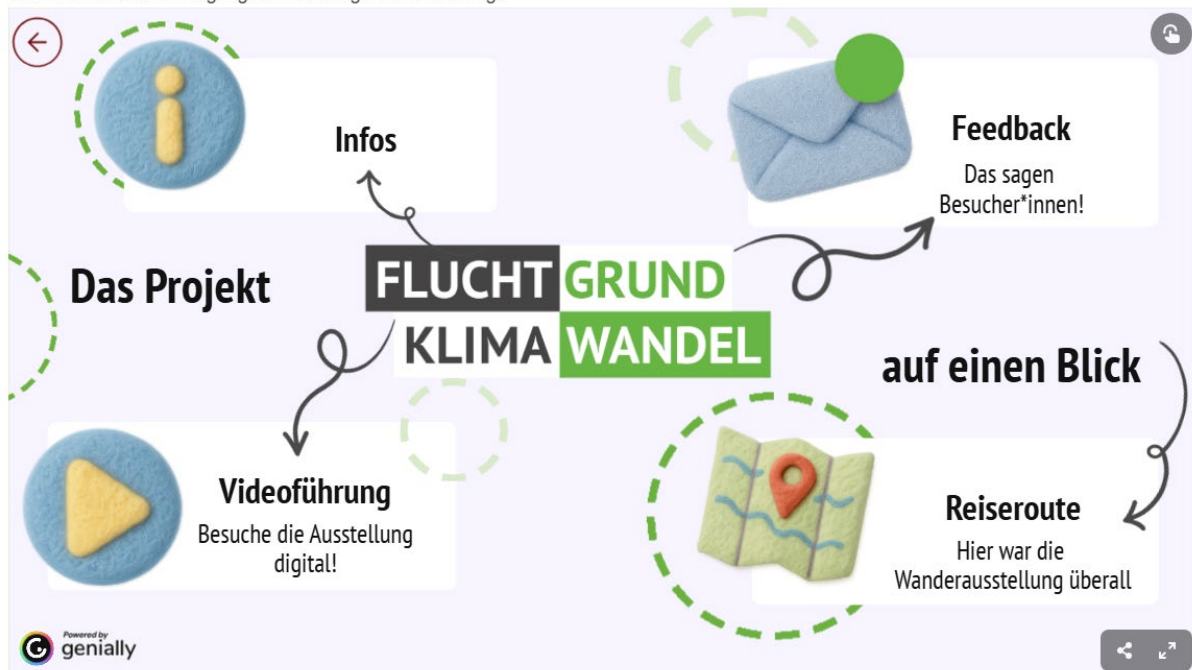 Infos
Feedback
Das sagen
Besucher*innen!
Das Projekt
FLUCHT GRUND
KLIMA WANDEL
auf einen Blick
Videoführung
Besuche die Ausstellung
digital!
Reiseroute
Hier war die
Wanderausstellung überall
Powered by
genially